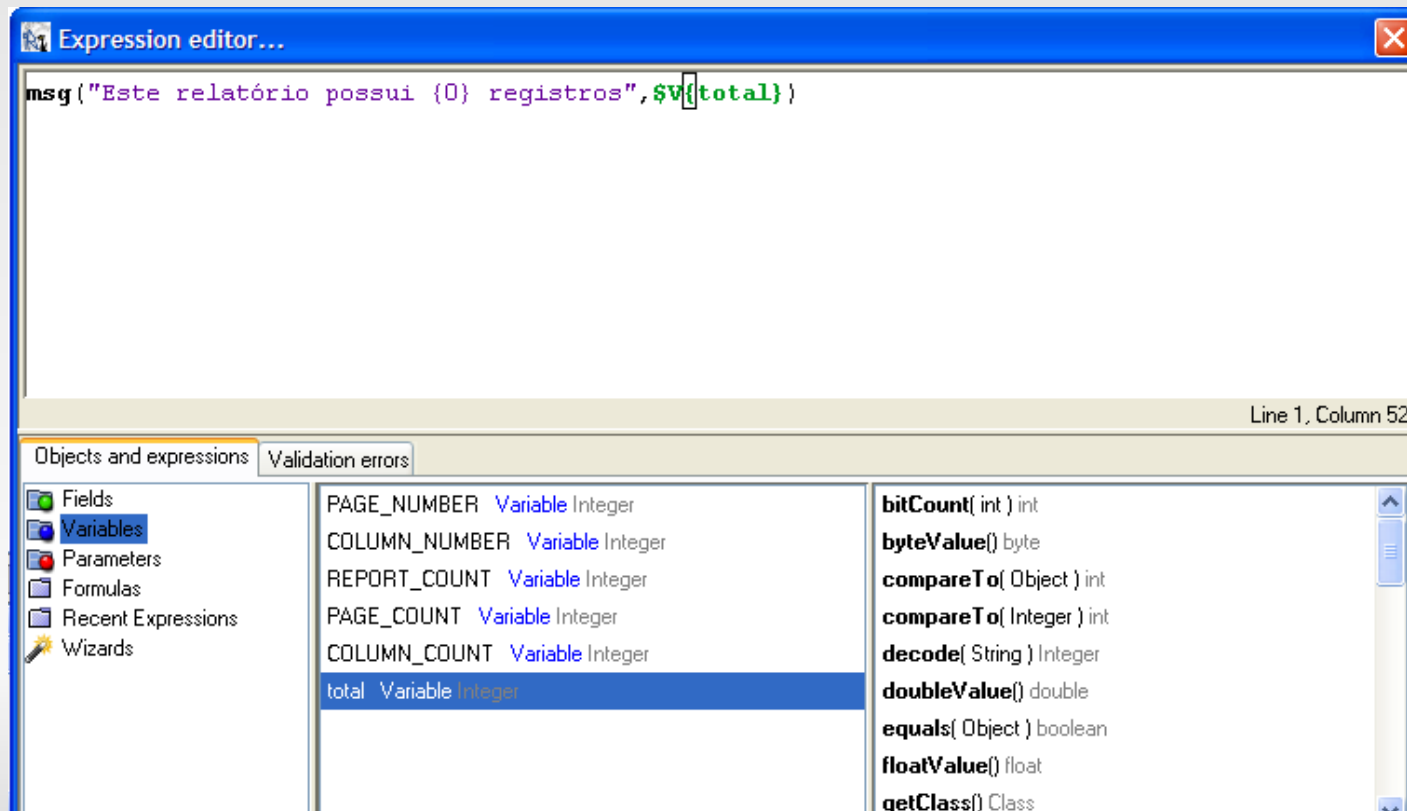 Expression editor...
msg("Este relatório possui {0} registros",$V{total})
Line 1, Column 52
Objects and expressions
Validation errors
Fields
Variables
Parameters
Formulas
Recent Expressions
Wizards
PAGE_NUMBER Variable Integer
COLUMN_NUMBER Variable Integer
REPORT_COUNT Variable Integer
PAGE_COUNT Variable Integer
COLUMN_COUNT Variable Integer
total Variable Integer
bitCount( int ) int
byteValue() byte
compareTo( Object ) int
compareTo( Integer ) int
decode( String ) Integer
doubleValue() double
equals( Object ) boolean
floatValue() float
getClass() Class